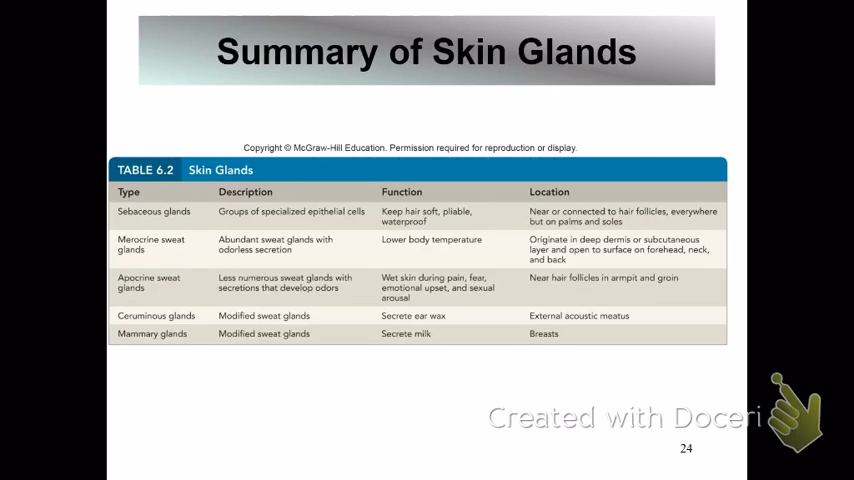 Summary of Skin Glands
Copyright © McGraw-Hill Education. Permission required for reproduction or display.
TABLE 6.2 Skin Glands
Type Description Function Location
Sebaceous glands Groups of specialized epithelial cells Keep hair soft, pliable, Near or connected to hair follicles, everywhere
waterproof but on palms and soles
Merocrine sweat Abundant sweat glands with Lower body temperature Originate in deep dermis or subcutaneous
glands odorless secretion layer and open to surface on forehead, neck,
and back
Apocrine sweat Less numerous sweat glands with Wet skin during pain, fear, Near hair follicles in armpit and groin
glands secretions that develop odors emotional upset, and sexual
arousal
Ceruminous glands Modified sweat glands Secrete ear wax External acoustic meatus
Mammary glands Modified sweat glands Secrete milk Breasts
Created with Doceri
24